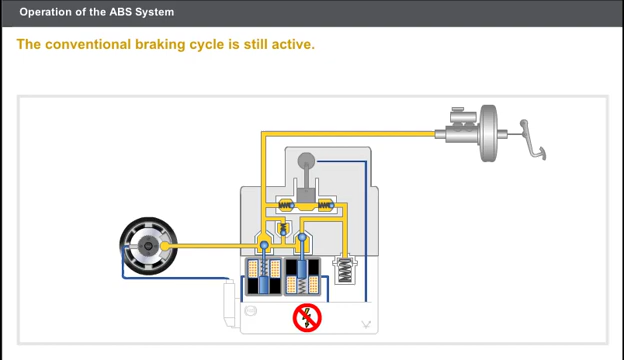 Operation of the ABS System
The conventional braking cycle is still active.